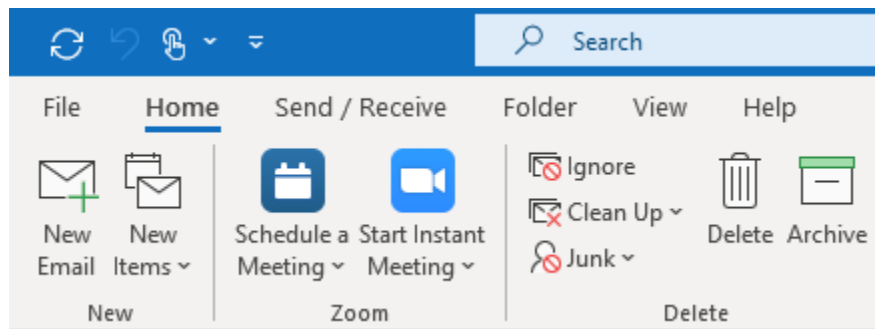 Search
File Home Send / Receive Folder View Help
New Email
New Items
Schedule a Meeting
Start Instant Meeting
Ignore
Clean Up
Junk
Delete
Archive
New
Zoom
Delete